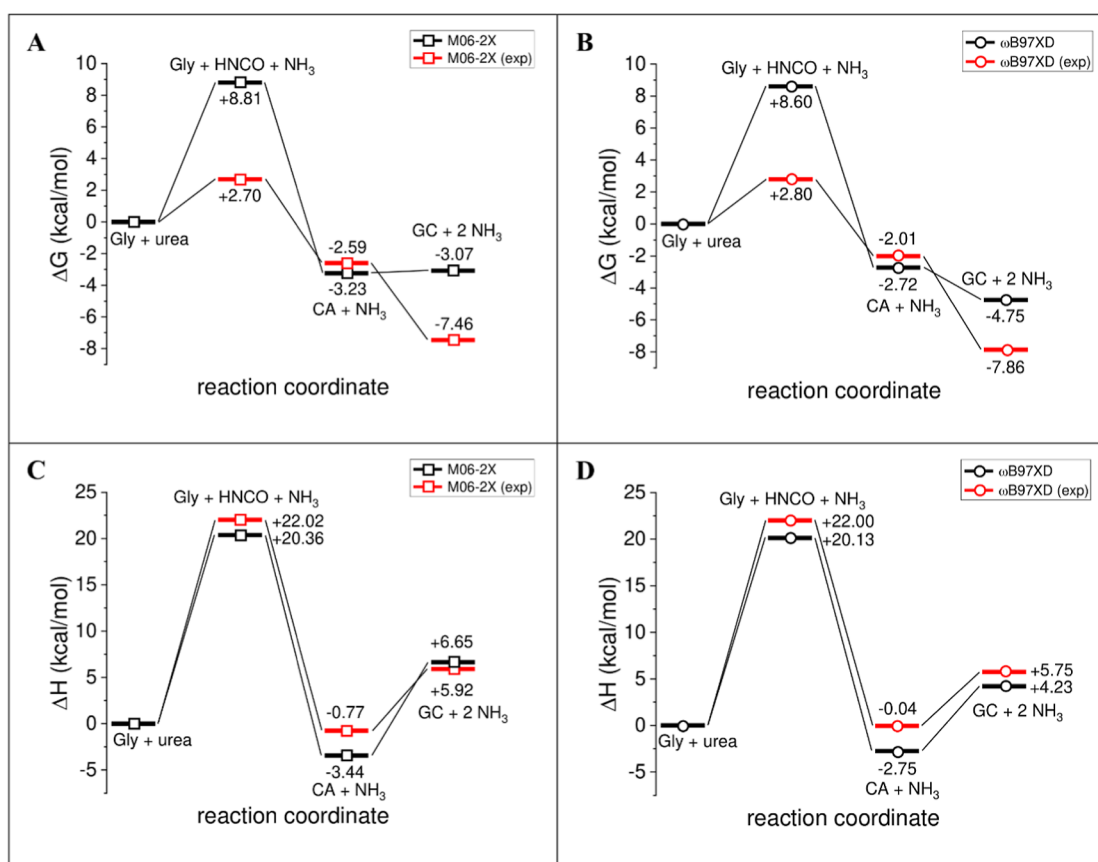 A
M06-2X
M06-2X (exp)
10
8
6
4
2
0
-2
-4
-6
-8
ΔG (kcal/mol)
Gly + HNCO + NH₃
+8.81
+2.70
Gly + urea
-2.59
-3.23
CA + NH₃
GC + 2 NH₃
-3.07
-7.46
reaction coordinate
B
ωB97XD
ωB97XD (exp)
10
8
6
4
2
0
-2
-4
-6
-8
ΔG (kcal/mol)
Gly + HNCO + NH₃
+8.60
+2.80
Gly + urea
-2.01
-2.72
CA + NH₃
GC + 2 NH₃
-4.75
-7.86
reaction coordinate
C
M06-2X
M06-2X (exp)
25
20
15
10
5
0
-5
ΔH (kcal/mol)
Gly + HNCO + NH₃
+22.02
+20.36
Gly + urea
-0.77
-3.44
CA + NH₃
+6.65
+5.92
GC + 2 NH₃
reaction coordinate
D
ωB97XD
ωB97XD (exp)
25
20
15
10
5
0
-5
ΔH (kcal/mol)
Gly + HNCO + NH₃
+22.00
+20.13
Gly + urea
-0.04
-2.75
CA + NH₃
+5.75
+4.23
GC + 2 NH₃
reaction coordinate